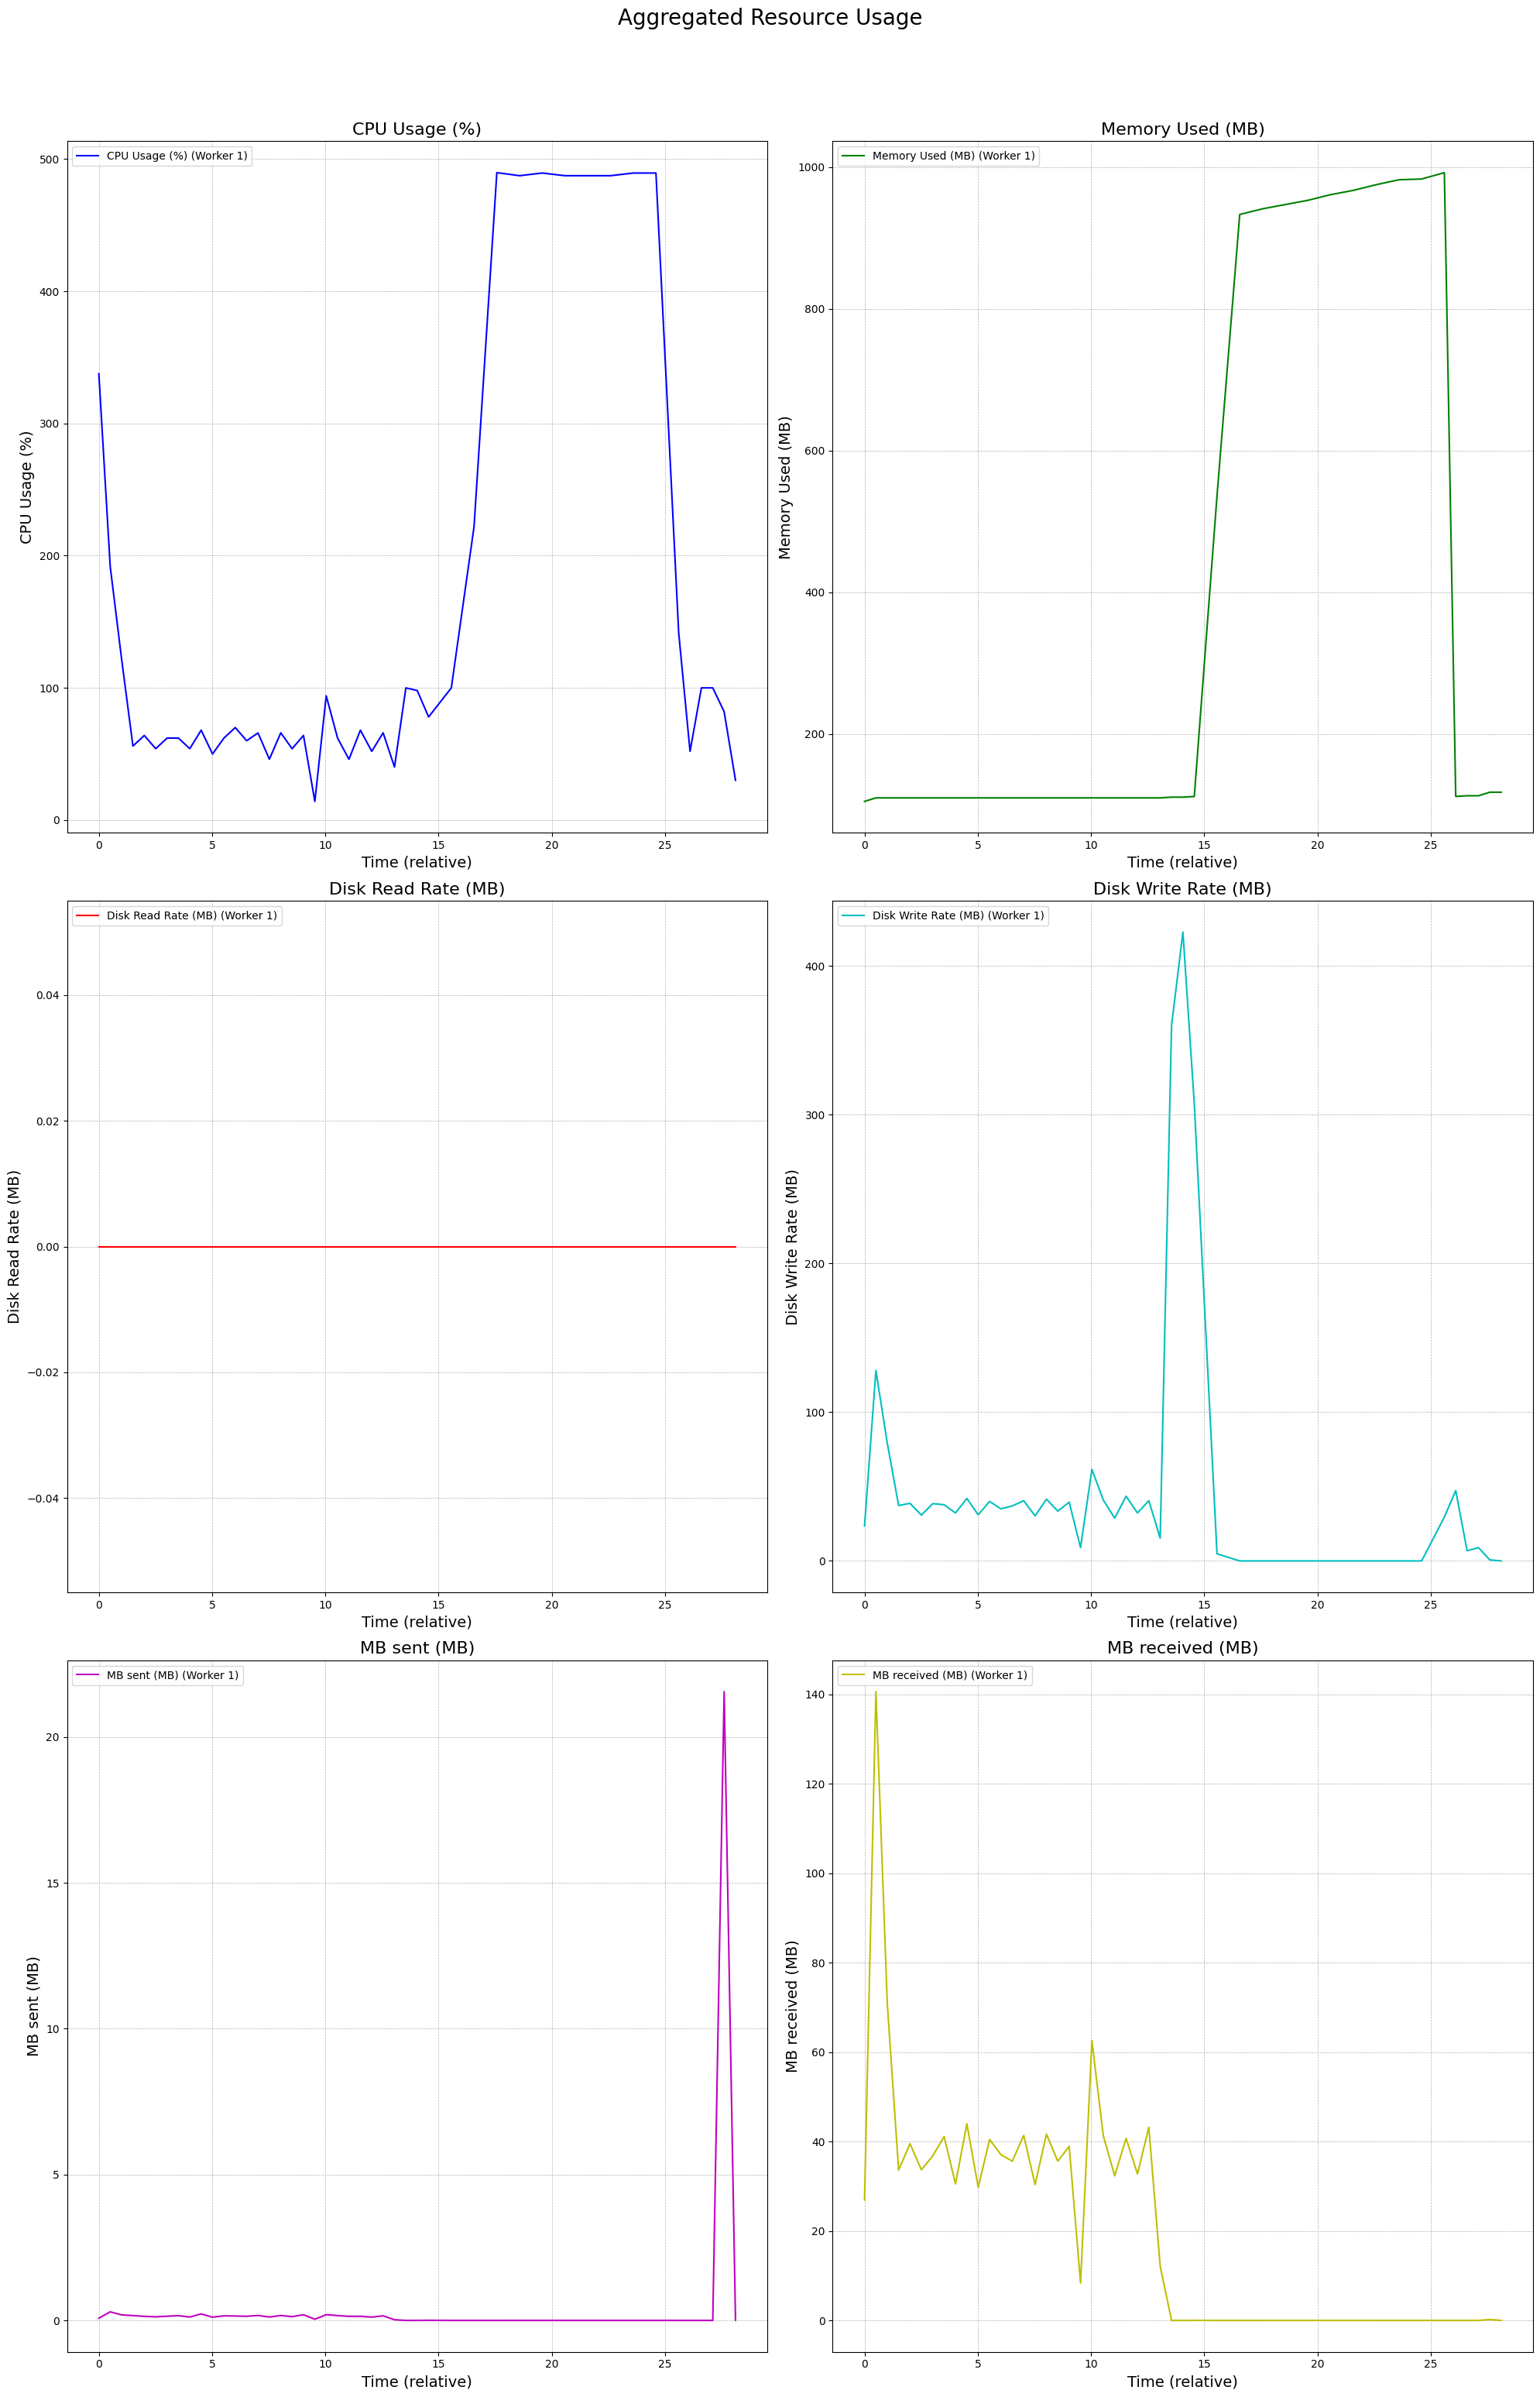 Aggregated Resource Usage
CPU Usage (%)
CPU Usage (%) (Worker 1)
CPU Usage (%)
500
400
300
200
100
0
0 5 10 15 20 25
Time (relative)
Memory Used (MB)
Memory Used (MB) (Worker 1)
Memory Used (MB)
1000
800
600
400
200
0 5 10 15 20 25
Time (relative)
Disk Read Rate (MB)
Disk Read Rate (MB) (Worker 1)
Disk Read Rate (MB)
0.04
0.02
0.00
−0.02
−0.04
0 5 10 15 20 25
Time (relative)
Disk Write Rate (MB)
Disk Write Rate (MB) (Worker 1)
Disk Write Rate (MB)
400
300
200
100
0
0 5 10 15 20 25
Time (relative)
MB sent (MB)
MB sent (MB) (Worker 1)
MB sent (MB)
20
15
10
5
0
0 5 10 15 20 25
Time (relative)
MB received (MB)
MB received (MB) (Worker 1)
MB received (MB)
140
120
100
80
60
40
20
0
0 5 10 15 20 25
Time (relative)